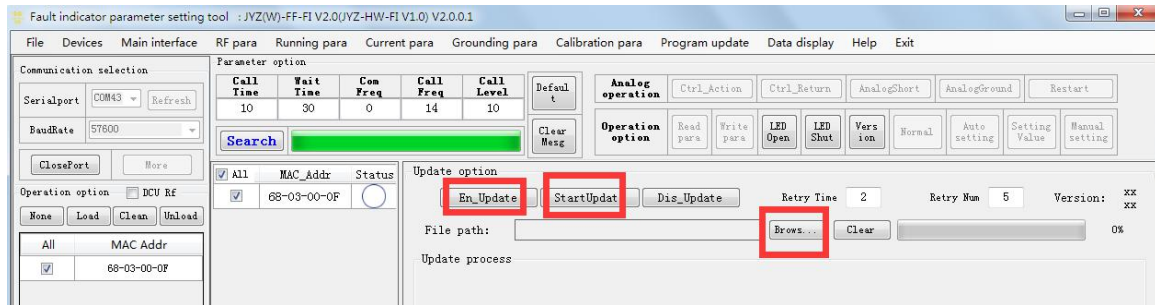 Fault indicator parameter setting tool : JYZ(W)-FF-FI V2.0(JYZ-HW-FI V1.0) V2.0.0.1
File Devices Main interface RF para Running para Current para Grounding para Calibration para Program update Data display Help Exit
Communication selection
Serialport COM43 Refresh
BaudRate 57600
ClosePort More
Operation option DCU Rf
None Load Clean Unload
All MAC Addr
68-03-00-0F
Parameter option
Call Time Wait Time Com Freq Call Freq Call Level
10 30 0 14 10
Search
Defaul
t
Clear
Mesg
Analog operation Ctrl_Action Ctrl_Return AnalogShort AnalogGround Restart
Operation option Read para Write para LED Open LED Shut Vers ion Normal Auto setting Setting Value Manual setting
All MAC_Addr Status
68-03-00-0F
Update option
En_Update StartUpdat Dis_Update Retry Time 2 Retry Num 5 Version: xx
xx
File path: Brows... Clear 0%
Update process